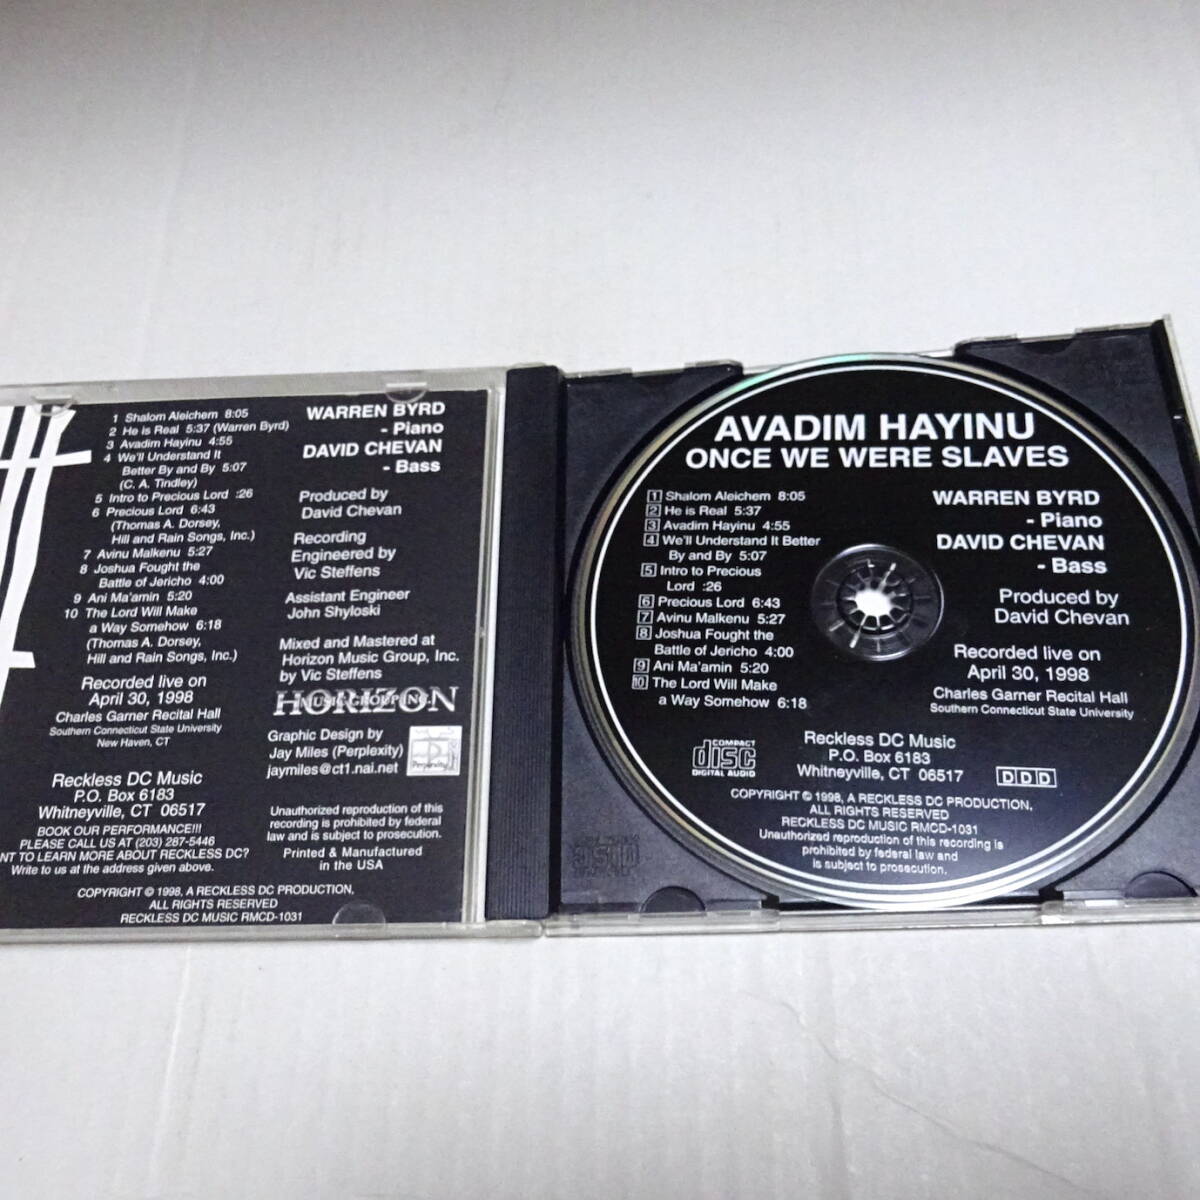 1 Shalom Aleichem 8:05
2 He is Real 5:37 (Warren Byrd)
3 Avadim Hayinu 4:55
4 We'll Understand It
Better By and By 5:07
(C. A. Tindley)
5 Intro to Precious Lord :26
6 Precious Lord 6:43
(Thomas A. Dorsey,
Hill and Rain Songs, Inc.)
7 Avinu Malkenu 5:27
8 Joshua Fought the
Battle of Jericho 4:00
9 Ani Ma'amin 5:20
10 The Lord Will Make
a Way Somehow 6:18
(Thomas A. Dorsey,
Hill and Rain Songs, Inc.)
Recorded live on
April 30, 1998
Charles Garner Recital Hall
Southern Connecticut State University
New Haven, CT
Reckless DC Music
P.O. Box 6183
Whitneyville, CT 06517
BOOK OUR PERFORMANCE!!!
PLEASE CALL US AT (203) 287-5446
NT TO LEARN MORE ABOUT RECKLESS DC?
Write to us at the address given above.
COPYRIGHT © 1998, A RECKLESS DC PRODUCTION,
ALL RIGHTS RESERVED
RECKLESS DC MUSIC RMCD-1031
WARREN BYRD
- Piano
DAVID CHEVAN
- Bass
Produced by
David Chevan
Recording
Engineered by
Vic Steffens
Assistant Engineer
John Shyloski
Mixed and Mastered at
Horizon Music Group, Inc.
by Vic Steffens
HORIZON
MUSIC GROUP INC.
Graphic Design by
Jay Miles (Perplexity)
jaymiles@ct1.nai.net
Perplexity
Unauthorized reproduction of this
recording is prohibited by federal
law and is subject to prosecution.
Printed & Manufactured
in the USA
AVADIM HAYINU
ONCE WE WERE SLAVES
1 Shalom Aleichem 8:05
2 He is Real 5:37
3 Avadim Hayinu 4:55
4 We'll Understand It Better
By and By 5:07
5 Intro to Precious
Lord :26
6 Precious Lord 6:43
7 Avinu Malkenu 5:27
8 Joshua Fought the
Battle of Jericho 4:00
9 Ani Ma'amin 5:20
10 The Lord Will Make
a Way Somehow 6:18
WARREN BYRD
- Piano
DAVID CHEVAN
- Bass
Produced by
David Chevan
Recorded live on
April 30, 1998
Charles Garner Recital Hall
Southern Connecticut State University
COMPACT
disc
DIGITAL AUDIO
Reckless DC Music
P.O. Box 6183
Whitneyville, CT 06517
DDD
COPYRIGHT © 1998, A RECKLESS DC PRODUCTION,
ALL RIGHTS RESERVED
RECKLESS DC MUSIC RMCD-1031
Unauthorized reproduction of this recording is
prohibited by federal law and
is subject to prosecution.
disc